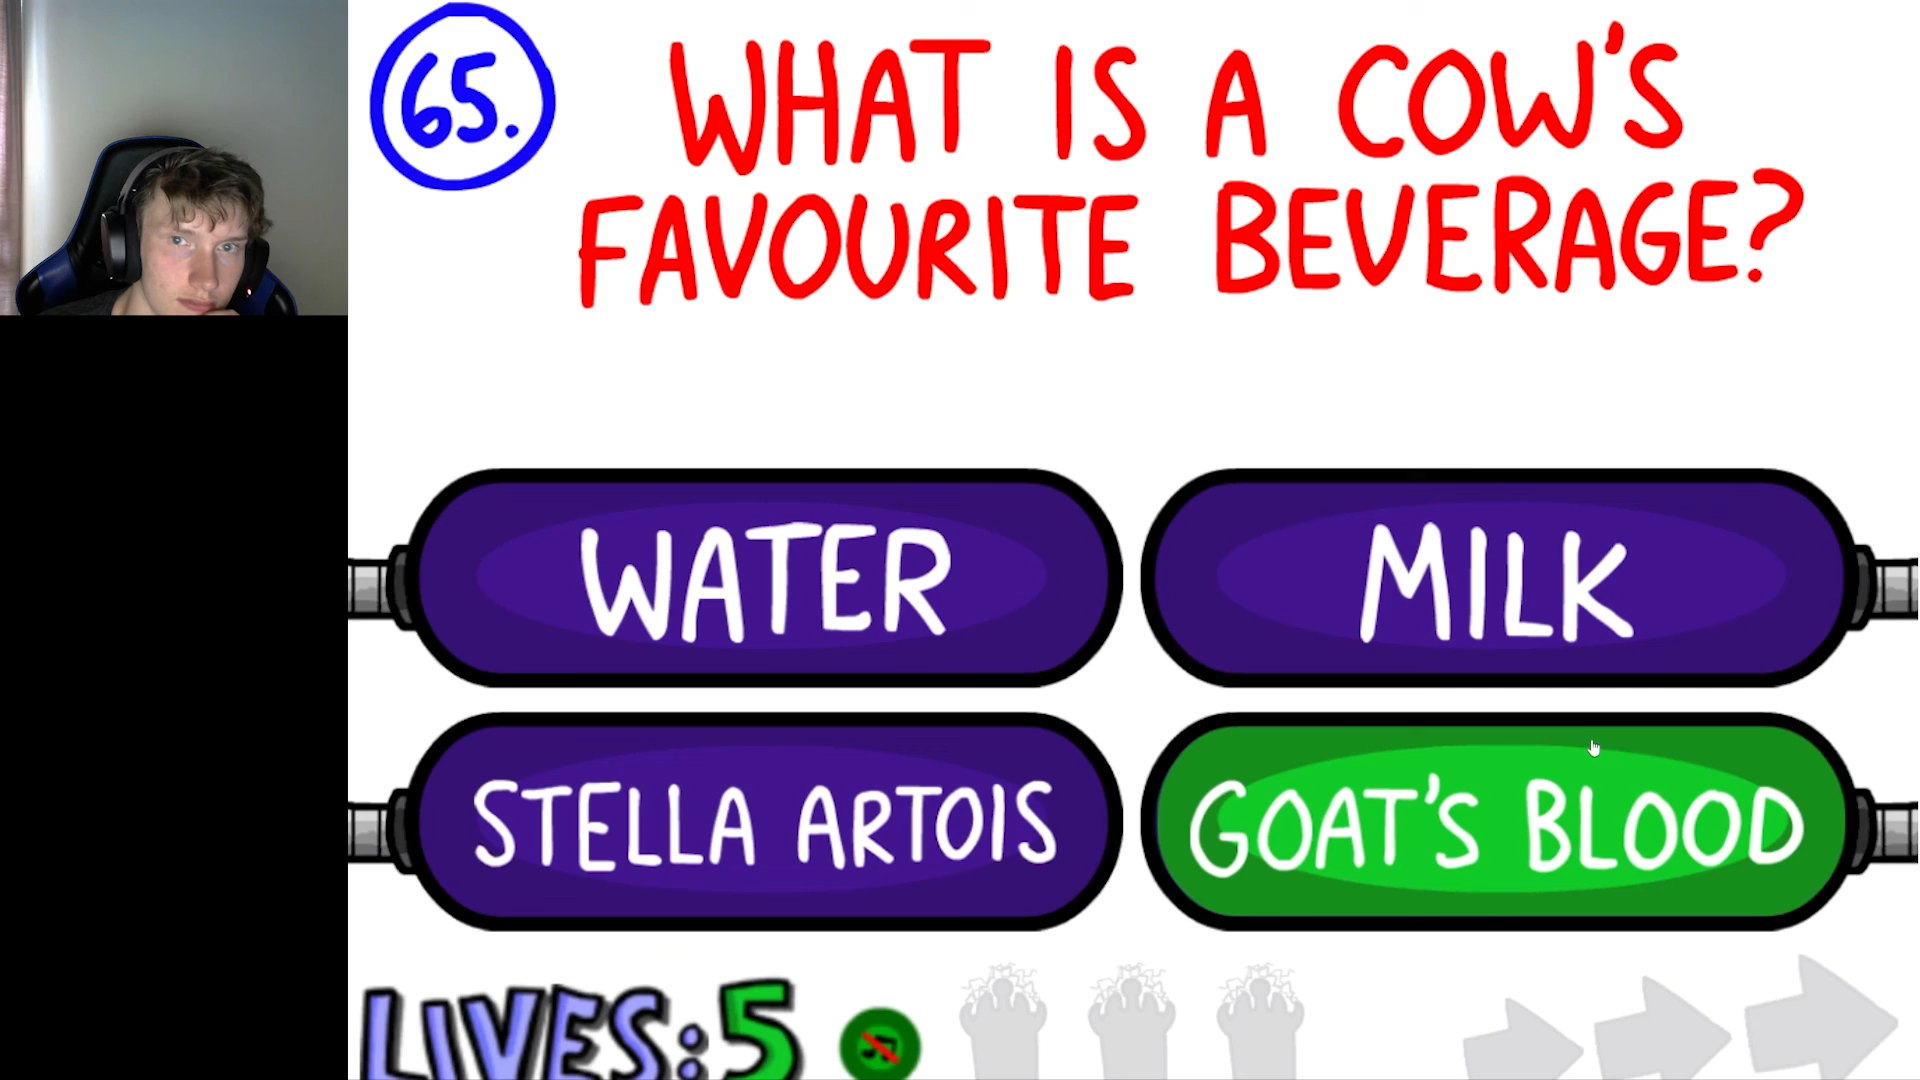 65.
WHAT IS A COW'S
FAVOURITE BEVERAGE?
WATER
MILK
STELLA ARTOIS
GOAT'S BLOOD
LIVES: 5